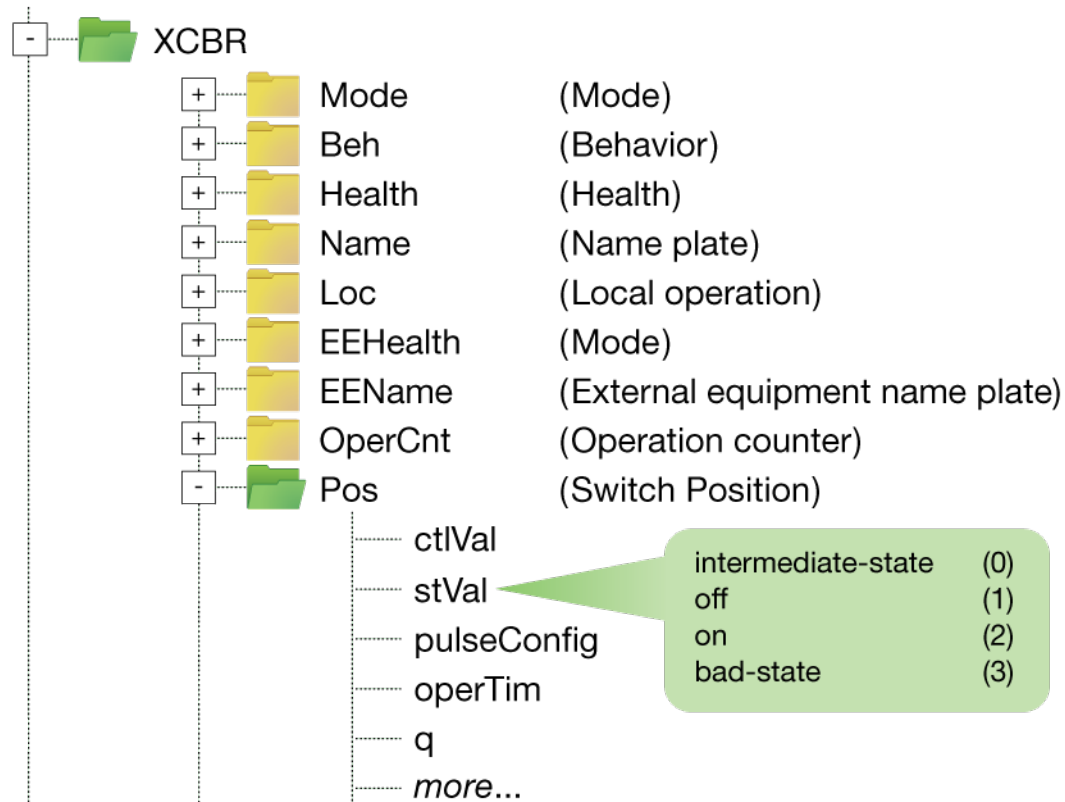 XCBR
Mode (Mode)
Beh (Behavior)
Health (Health)
Name (Name plate)
Loc (Local operation)
EEHealth (Mode)
EEName (External equipment name plate)
OperCnt (Operation counter)
Pos (Switch Position)
ctlVal
stVal
pulseConfig
operTim
q
more...
intermediate-state (0)
off (1)
on (2)
bad-state (3)